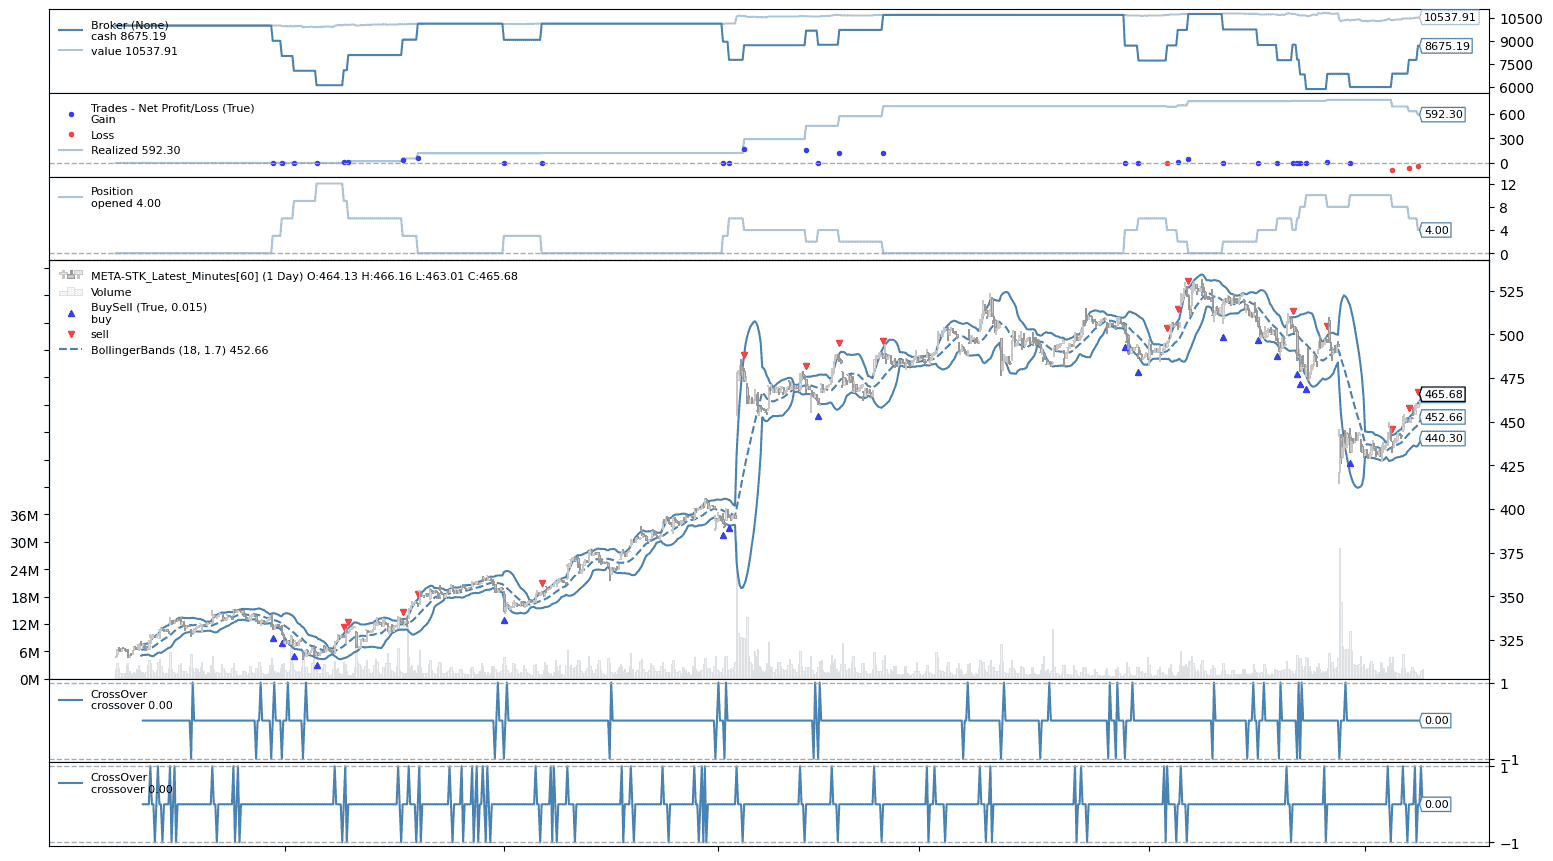 Broker (None)
cash 8675.19
value 10537.91
10537.91
8675.19
10500
9000
7500
6000
Trades - Net Profit/Loss (True)
Gain
Loss
Realized 592.30
592.30
600
300
0
Position
opened 4.00
4.00
12
8
4
0
META-STK_Latest_Minutes[60] (1 Day) O:464.13 H:466.16 L:463.01 C:465.68
Volume
BuySell (True, 0.015)
buy
sell
BollingerBands (18, 1.7) 452.66
465.68
452.66
440.30
525
500
475
450
425
400
375
350
325
36M
30M
24M
18M
12M
6M
0M
CrossOver
crossover 0.00
0.00
1
−1
CrossOver
crossover 0.00
0.00
1
−1